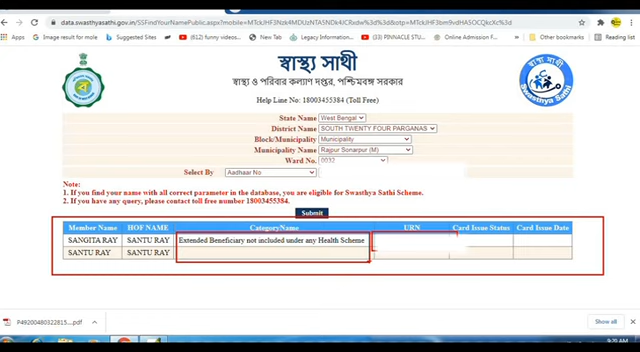 data.swasthyasathi.gov.in/SSFindYourNamePublic.aspx?mobile=
Apps
Image result for mole
Suggested Sites
(612) funny videos...
New Tab
Legacy Information...
(33) PINNACLE STU...
Online Admission F...
Other bookmarks
Reading list
স্বাস্থ্য সাথী
স্বাস্থ্য ও পরিবার কল্যাণ দপ্তর, পশ্চিমবঙ্গ সরকার
Help Line No: 18003455384 (Toll Free)
স্বাস্থ্য সাথী
Swasthya Sathi
State Name West Bengal
District Name SOUTH TWENTY FOUR PARGANAS
Block/Municipality Municipality
Municipality Name Rajpur Sonarpur (M)
Ward No. 0032
Select By Aadhaar No
Note:
1. If you find your name with all correct parameter in the database, you are eligible for Swasthya Sathi Scheme.
2. If you have any query, please contact toll free number 18003455384.
Submit
Member Name HOF NAME CategoryName URN Card Issue Status Card Issue Date
SANGITA RAY SANTU RAY Extended Beneficiary not included under any Health Scheme
SANTU RAY SANTU RAY
P49200480322815....pdf
Show all
9:29 AM